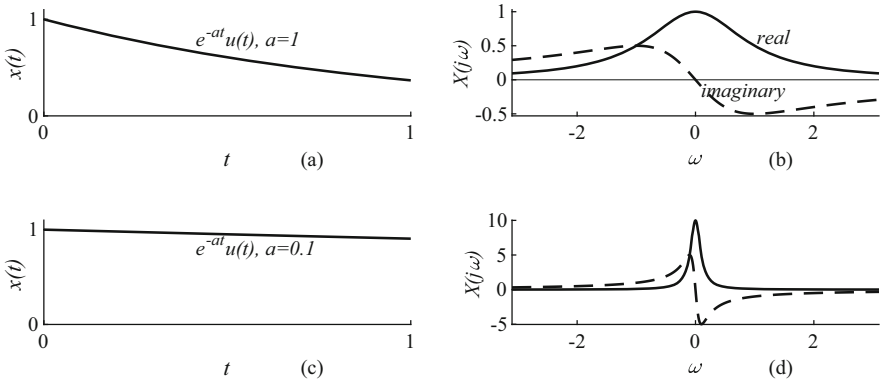 x(t)
1
0
e^{-at}u(t), a=1
0
1
t
(a)
X(jω)
1
0.5
0
-0.5
real
imaginary
-2
0
2
ω
(b)
x(t)
1
0
e^{-at}u(t), a=0.1
0
1
t
(c)
X(jω)
10
5
0
-5
-2
0
2
ω
(d)